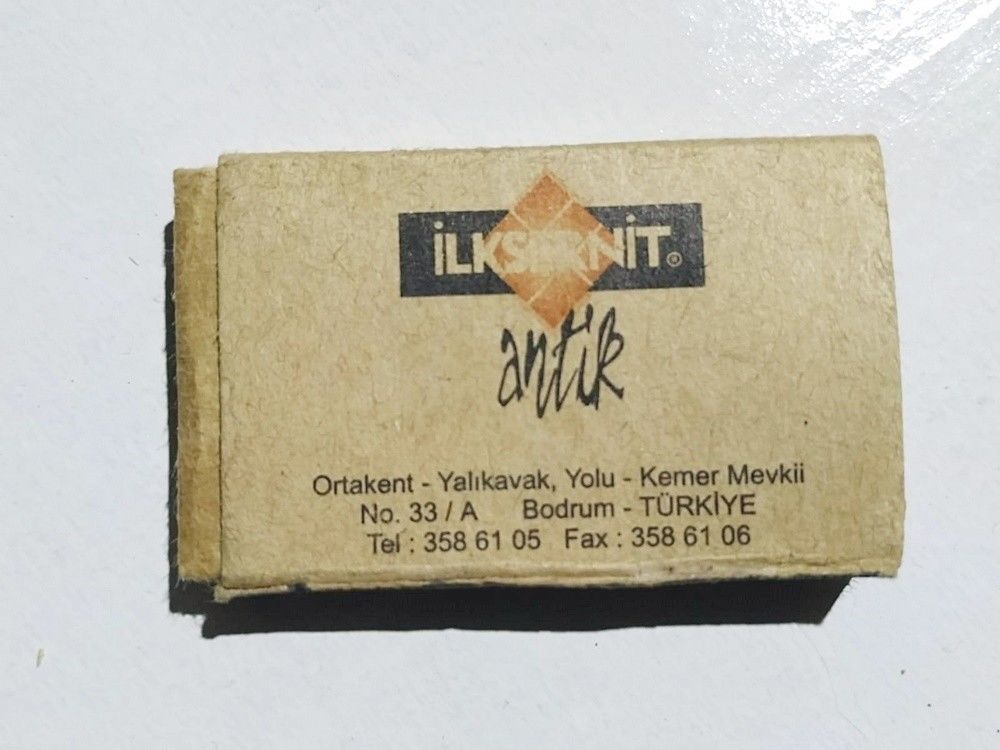 İLKSERNİT®
antik
Ortakent - Yalıkavak, Yolu - Kemer Mevkii
No. 33 / A Bodrum - TÜRKİYE
Tel : 358 61 05 Fax : 358 61 06